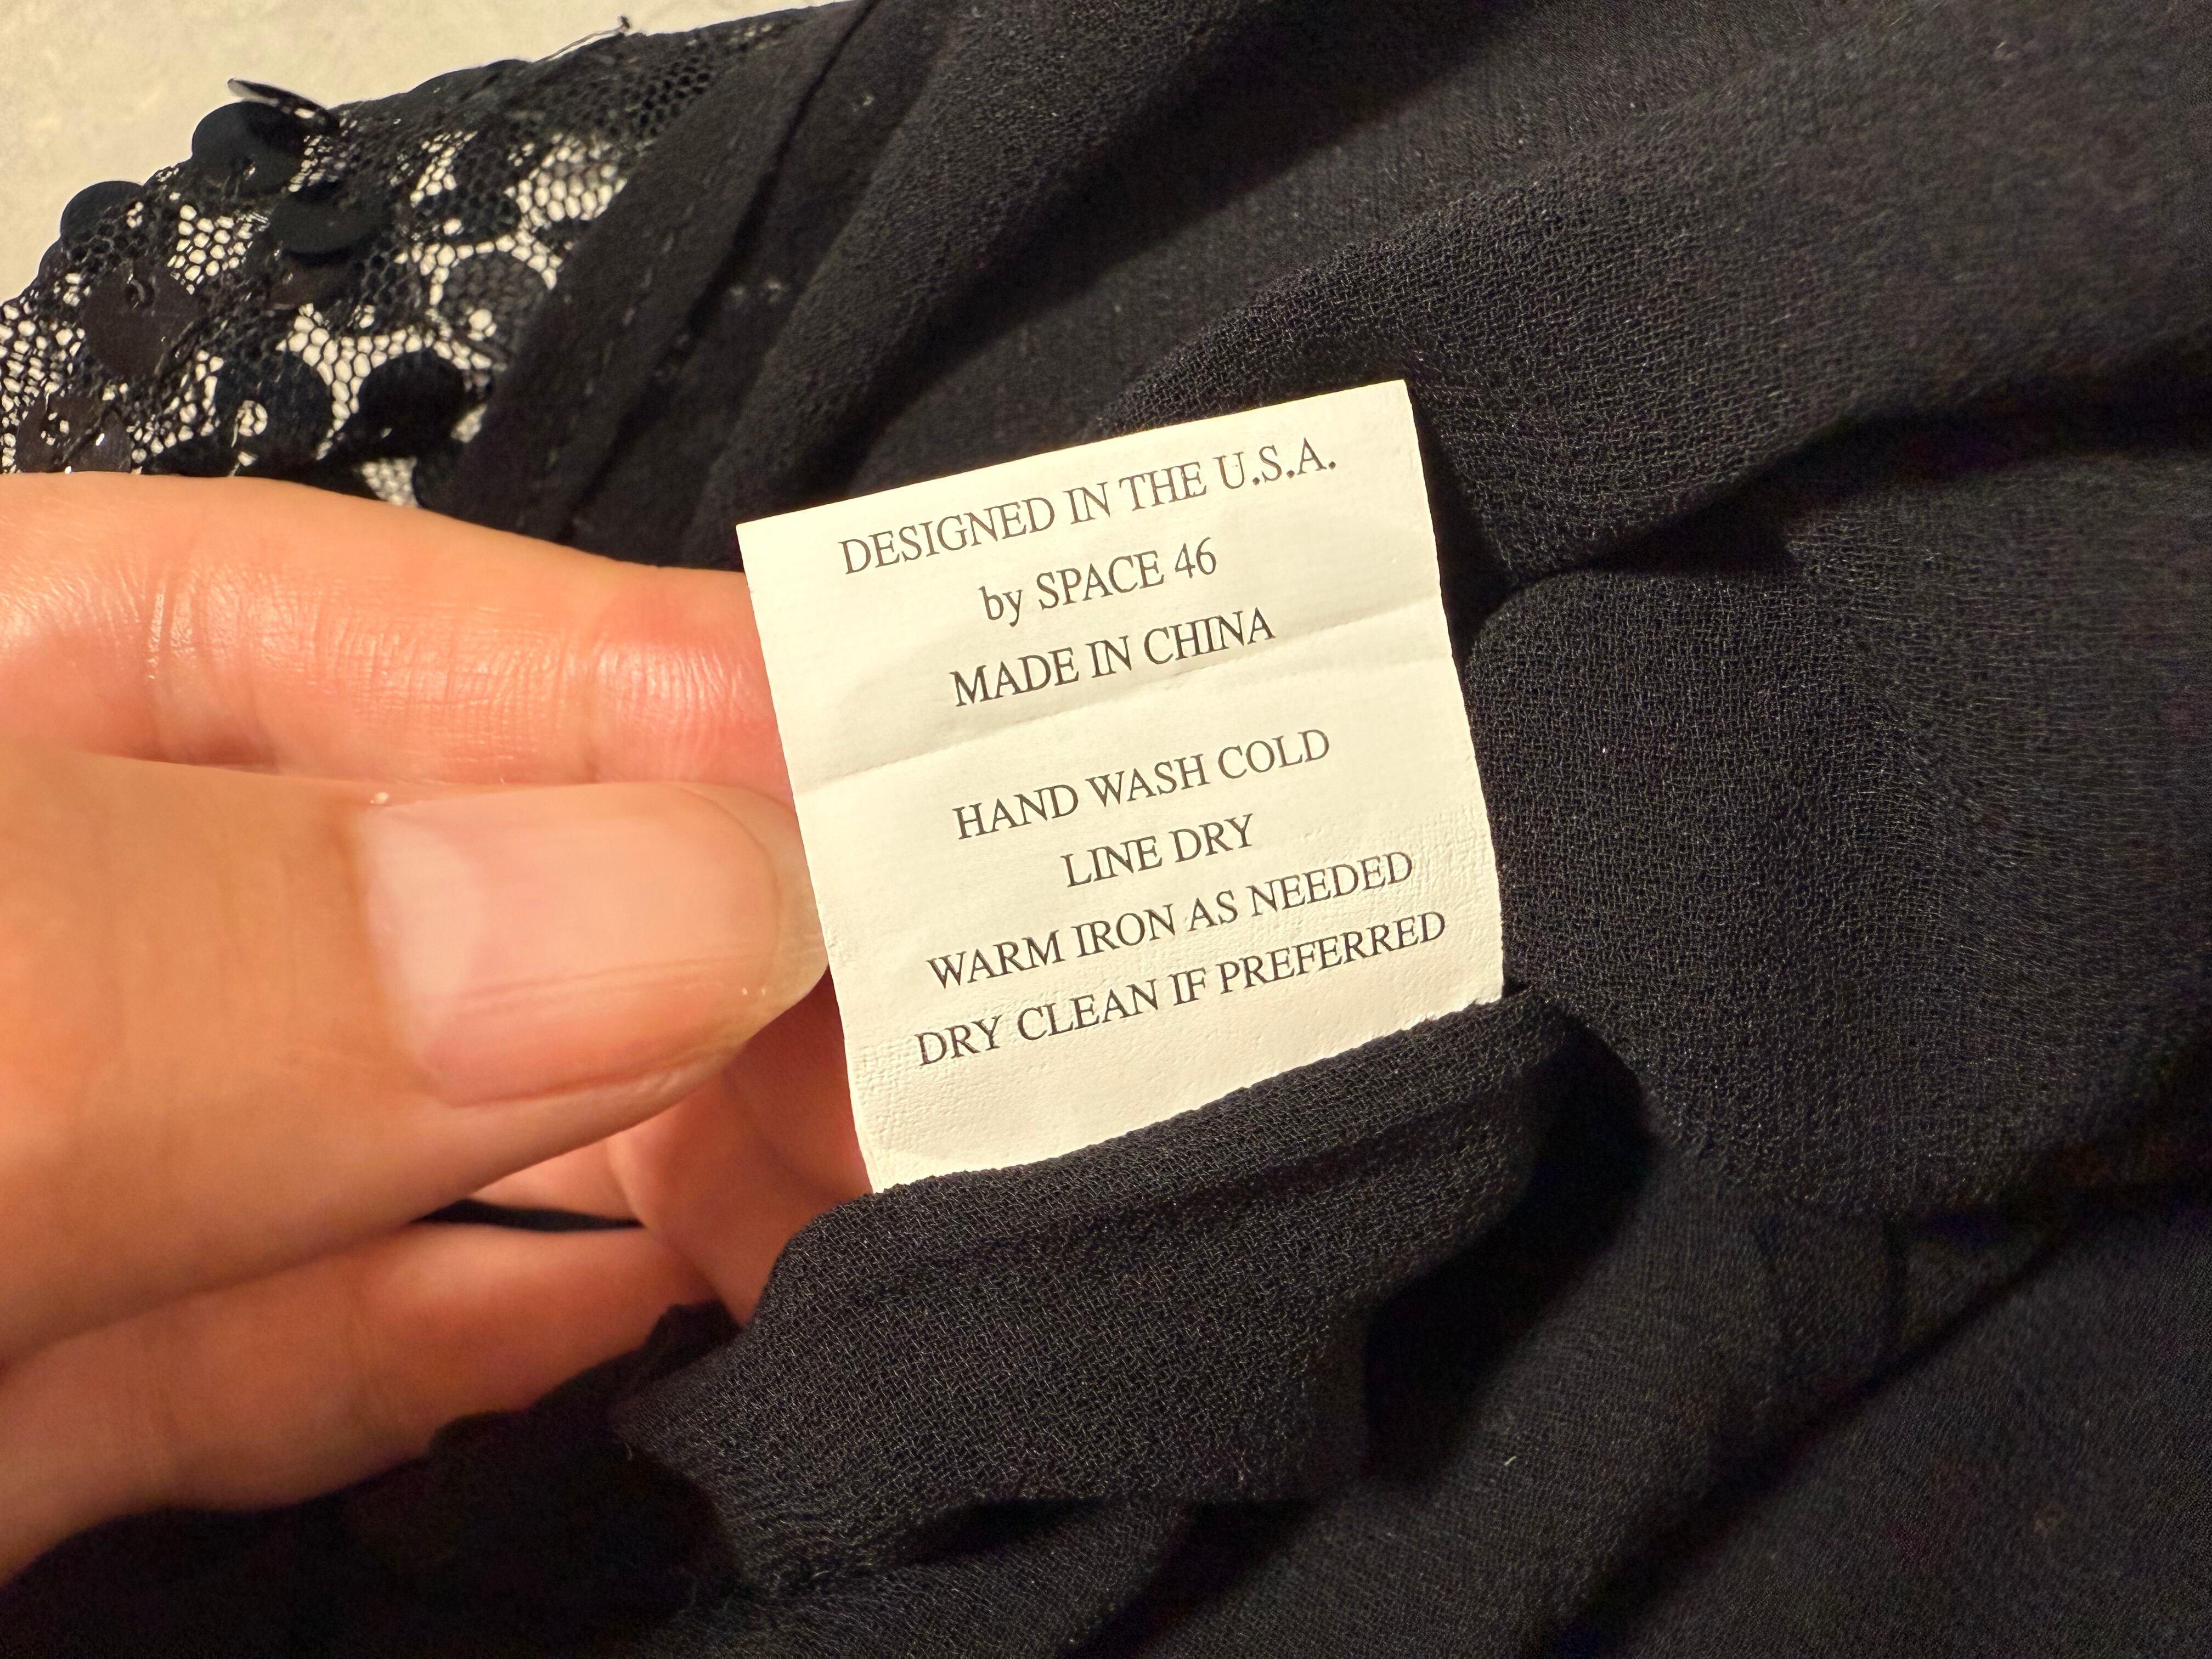 DESIGNED IN THE U.S.A.
by SPACE 46
MADE IN CHINA
HAND WASH COLD
LINE DRY
WARM IRON AS NEEDED
DRY CLEAN IF PREFERRED